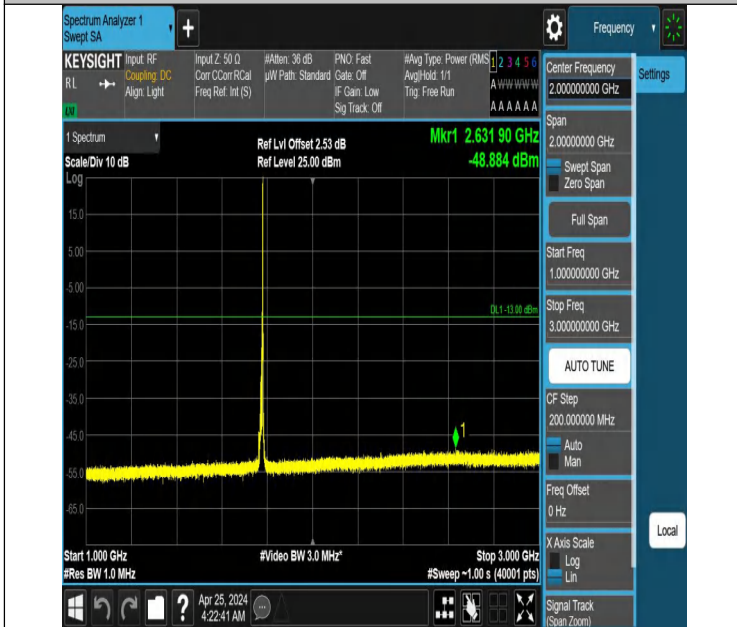 Spectrum Analyzer 1
Swept SA
Frequency
KEYSIGHT
RL
LXI
Input: RF
Coupling: DC
Align: Light
Input Z: 50 Ω
Corr CCorr RCal
Freq Ref: Int (S)
#Atten: 36 dB
µW Path: Standard
PNO: Fast
Gate: Off
IF Gain: Low
Sig Track: Off
#Avg Type: Power (RMS
Avg|Hold: 1/1
Trig: Free Run
1 2 3 4 5 6
A W W W W W
A A A A A A
1 Spectrum
Scale/Div 10 dB
Log
Ref Lvl Offset 2.53 dB
Ref Level 25.00 dBm
Mkr1 2.631 90 GHz
-48.884 dBm
15.0
5.00
-5.00
-15.0
-25.0
-35.0
-45.0
-55.0
-65.0
DL1 -13.00 dBm
1
Start 1.000 GHz
#Res BW 1.0 MHz
#Video BW 3.0 MHz*
Stop 3.000 GHz
#Sweep ~1.00 s (40001 pts)
Apr 25, 2024
4:22:41 AM
?
Center Frequency
2.000000000 GHz
Settings
Span
2.00000000 GHz
Swept Span
Zero Span
Full Span
Start Freq
1.000000000 GHz
Stop Freq
3.000000000 GHz
AUTO TUNE
CF Step
200.000000 MHz
Auto
Man
Freq Offset
0 Hz
X Axis Scale
Log
Lin
Local
Signal Track
(Span Zoom)